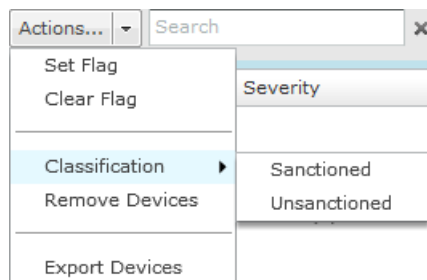 Actions... Search
Set Flag
Clear Flag
Severity
Classification
Sanctioned
Remove Devices
Unsanctioned
Export Devices